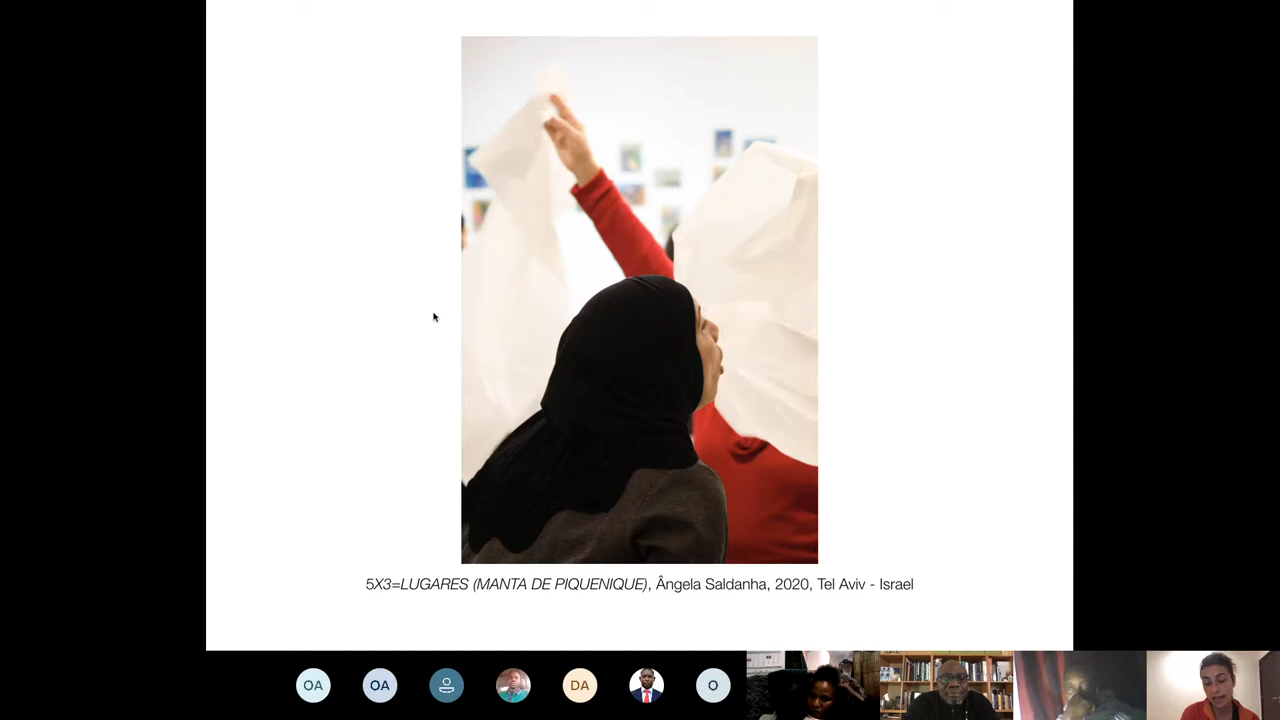 5X3=LUGARES (MANTA DE PIQUENIQUE), Ângela Saldanha, 2020, Tel Aviv - Israel
OA
OA
DA
O